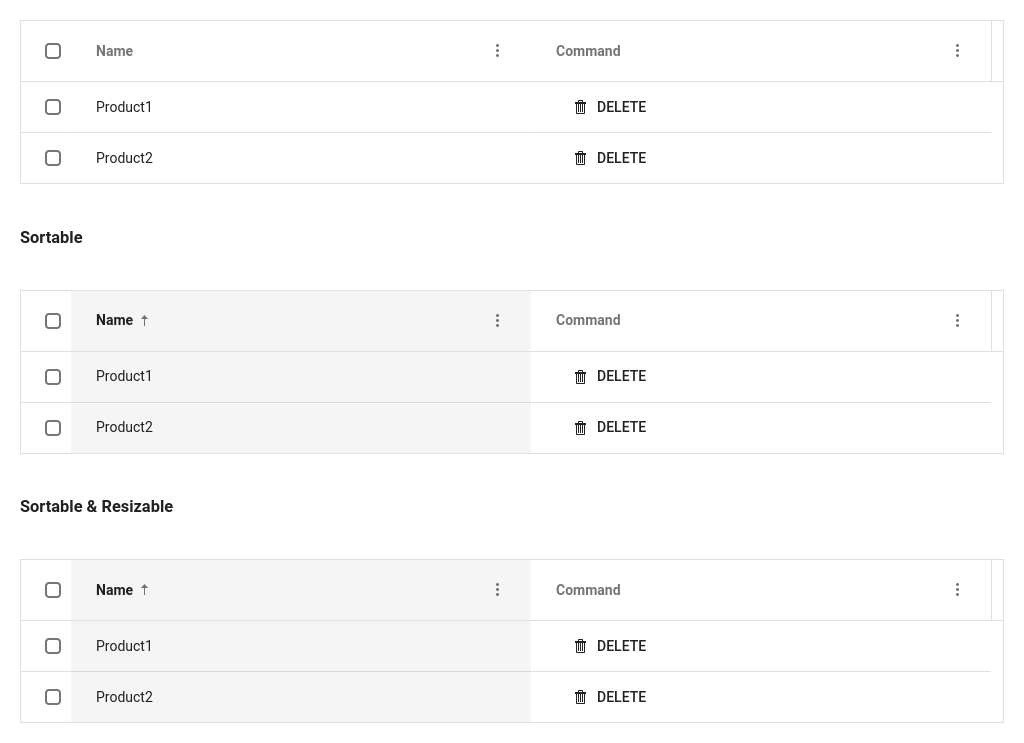 Name Command
Product1 DELETE
Product2 DELETE
Sortable
Name ↑ Command
Product1 DELETE
Product2 DELETE
Sortable & Resizable
Name ↑ Command
Product1 DELETE
Product2 DELETE